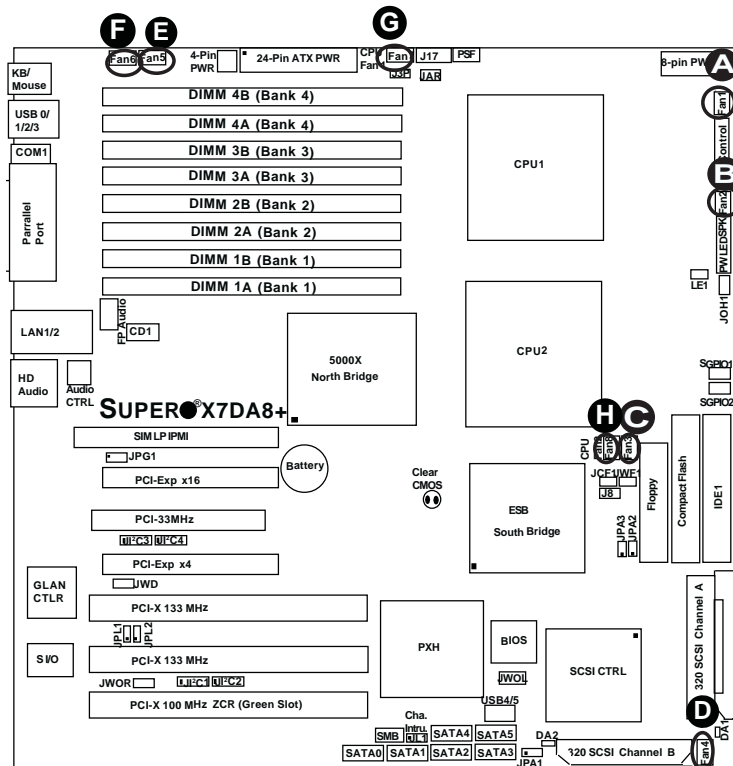 F
E
G
A
Fan6
Fan5
4-Pin
PWR
24-Pin ATX PWR
CPU
Fan1
Fan7
J17
PSF
J3P
JAR
8-pin PW
KB/
Mouse
USB 0/
1/2/3
COM1
Parrallel
Port
LAN1/2
HD
Audio
Audio
CTRL
FP Audio
CD1
DIMM 4B (Bank 4)
DIMM 4A (Bank 4)
DIMM 3B (Bank 3)
DIMM 3A (Bank 3)
DIMM 2B (Bank 2)
DIMM 2A (Bank 2)
DIMM 1B (Bank 1)
DIMM 1A (Bank 1)
CPU1
CPU2
Fan1
Control
B
Fan2
PWLEDSPK
LE1
JOH1
5000X
North Bridge
SUPER®X7DA8+
SGPIO1
SGPIO2
H
C
CPU
Fan2
Fan8
Fan3
JCF1
JWF1
J8
JPA3
JPA2
Floppy
Compact Flash
IDE1
SIMLP IPMI
JPG1
Battery
PCI-Exp x16
Clear
CMOS
ESB
South Bridge
PCI-33MHz
JI²C3
JI²C4
PCI-Exp x4
JWD
GLAN
CTLR
PCI-X 133 MHz
JPL1
JPL2
S I/O
PCI-X 133 MHz
JWOR
JI²C1
JI²C2
PCI-X 100 MHz ZCR (Green Slot)
PXH
BIOS
JWOL
USB4/5
SCSI CTRL
320 SCSI Channel A
D
DA1
Fan4
Cha.
Intru.
SMB
JL1
SATA4
SATA5
SATA0
SATA1
SATA2
SATA3
DA2
JPA1
320 SCSI Channel B